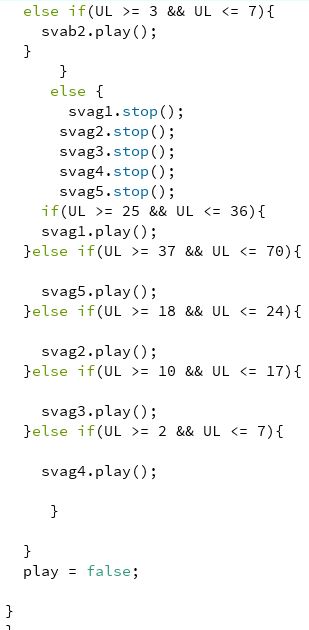 else if(UL >= 3 && UL <= 7){
svab2.play();
}
}
else {
svag1.stop();
svag2.stop();
svag3.stop();
svag4.stop();
svag5.stop();
if(UL >= 25 && UL <= 36){
svag1.play();
}else if(UL >= 37 && UL <= 70){
svag5.play();
}else if(UL >= 18 && UL <= 24){
svag2.play();
}else if(UL >= 10 && UL <= 17){
svag3.play();
}else if(UL >= 2 && UL <= 7){
svag4.play();
}
}
play = false;
}
}